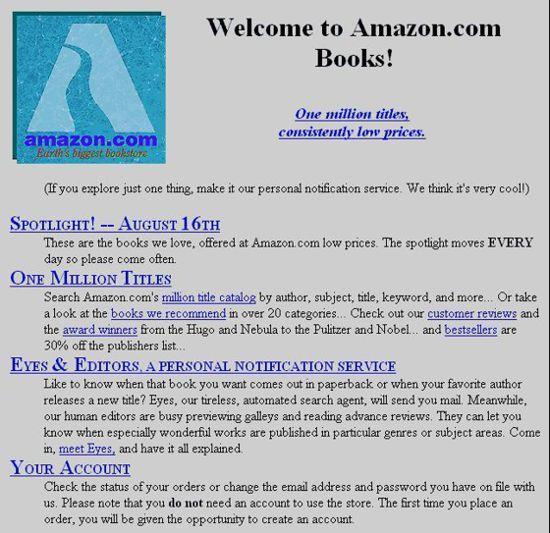 Welcome to Amazon.com
Books!
amazon.com
Earth's biggest bookstore
One million titles,
consistently low prices.
(If you explore just one thing, make it our personal notification service. We think it's very cool!)
SPOTLIGHT! -- AUGUST 16TH
These are the books we love, offered at Amazon.com low prices. The spotlight moves EVERY
day so please come often.
ONE MILLION TITLES
Search Amazon.com's million title catalog by author, subject, title, keyword, and more... Or take
a look at the books we recommend in over 20 categories... Check out our customer reviews and
the award winners from the Hugo and Nebula to the Pulitzer and Nobel... and bestsellers are
30% off the publishers list...
EYES & EDITORS, A PERSONAL NOTIFICATION SERVICE
Like to know when that book you want comes out in paperback or when your favorite author
releases a new title? Eyes, our tireless, automated search agent, will send you mail. Meanwhile,
our human editors are busy previewing galleys and reading advance reviews. They can let you
know when especially wonderful works are published in particular genres or subject areas. Come
in, meet Eyes, and have it all explained.
YOUR ACCOUNT
Check the status of your orders or change the email address and password you have on file with
us. Please note that you do not need an account to use the store. The first time you place an
order, you will be given the opportunity to create an account.